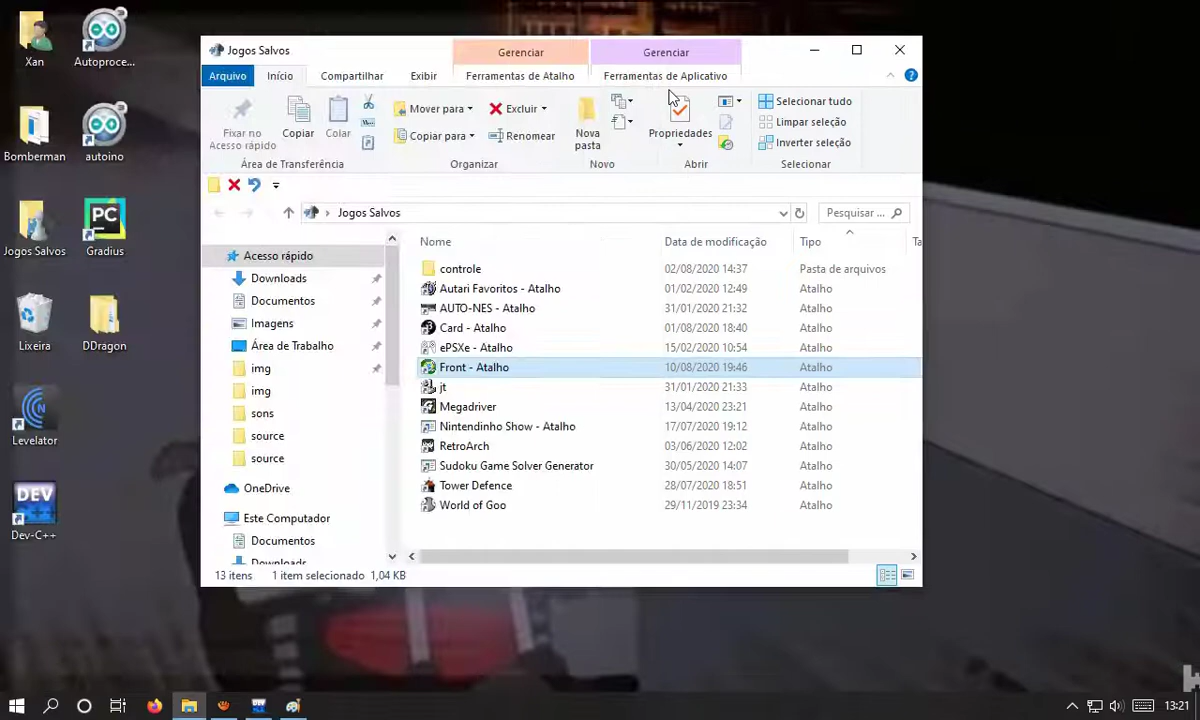 Xan
Autoproce...
Bomberman
autoino
Jogos Salvos
PC
Gradius
Lixeira
DDragon
Levelator
DEV
Dev-C++
Jogos Salvos
Gerenciar
Gerenciar
Arquivo
Início
Compartilhar
Exibir
Ferramentas de Atalho
Ferramentas de Aplicativo
Fixar no
Acesso rápido
Copiar
Colar
Área de Transferência
Mover para
Copiar para
Excluir
Renomear
Organizar
Nova
pasta
Novo
Propriedades
Abrir
Selecionar tudo
Limpar seleção
Inverter seleção
Selecionar
Jogos Salvos
Pesquisar ...
Acesso rápido
Downloads
Documentos
Imagens
Área de Trabalho
img
img
sons
source
source
OneDrive
Este Computador
Documentos
Downloads
Nome Data de modificação Tipo Ta
controle 02/08/2020 14:37 Pasta de arquivos
Autari Favoritos - Atalho 01/02/2020 12:49 Atalho
AUTO-NES - Atalho 31/01/2020 21:32 Atalho
Card - Atalho 01/08/2020 18:40 Atalho
ePSXe - Atalho 15/02/2020 10:54 Atalho
Front - Atalho 10/08/2020 19:46 Atalho
jt 31/01/2020 21:33 Atalho
Megadriver 13/04/2020 23:21 Atalho
Nintendinho Show - Atalho 17/07/2020 19:12 Atalho
RetroArch 03/06/2020 12:02 Atalho
Sudoku Game Solver Generator 30/05/2020 14:07 Atalho
Tower Defence 28/07/2020 18:51 Atalho
World of Goo 29/11/2019 23:34 Atalho
13 itens 1 item selecionado 1,04 KB
13:21